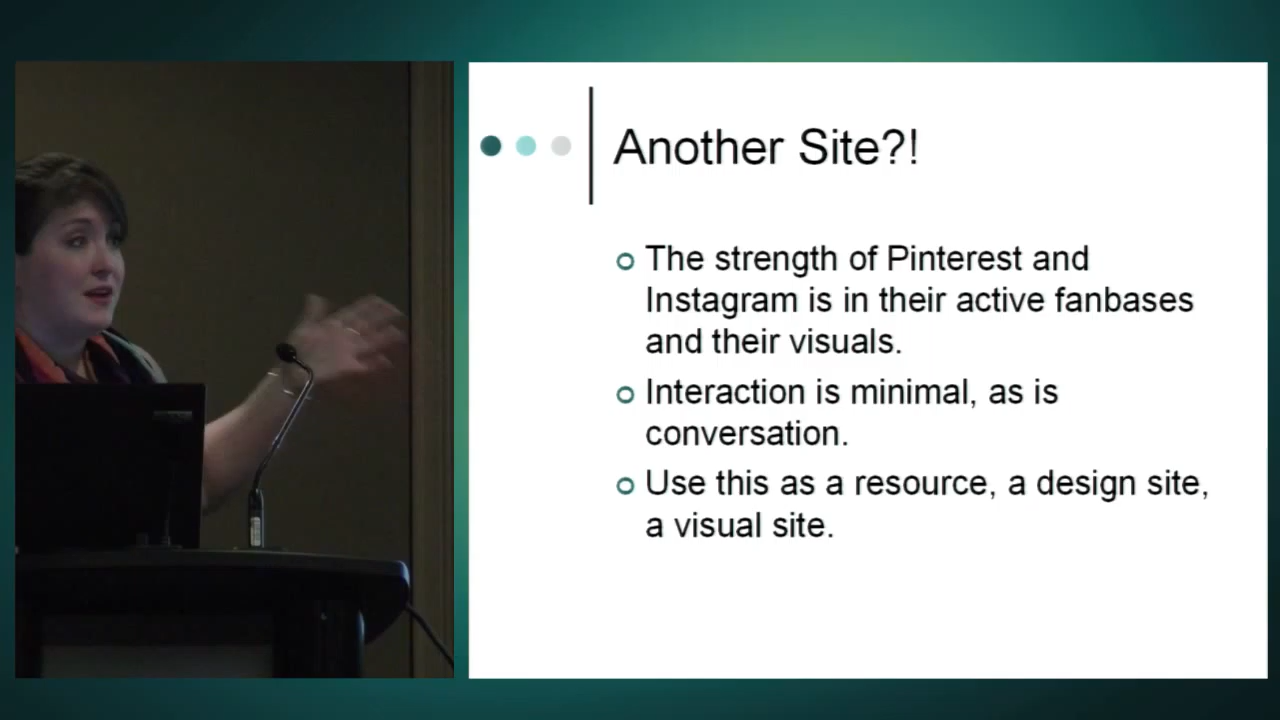 Another Site?!
The strength of Pinterest and
Instagram is in their active fanbases
and their visuals.
Interaction is minimal, as is
conversation.
Use this as a resource, a design site,
a visual site.